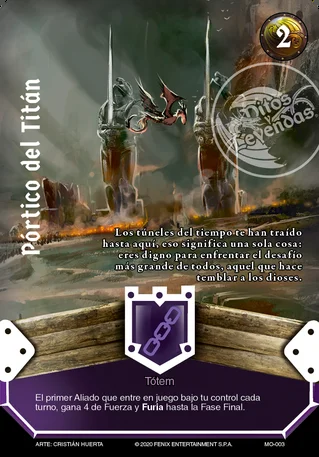 2
Mitos y
Leyendas
Pórtico del Titán
Los túneles del tiempo te han traído
hasta aquí, eso significa una sola cosa:
eres digno para enfrentar el desafío
más grande de todos, aquel que hace
temblar a los dioses.
Tótem
El primer Aliado que entre en juego bajo tu control cada
turno, gana 4 de Fuerza y Furia hasta la Fase Final.
ARTE: CRISTIÁN HUERTA © 2020 FENIX ENTERTAINMENT S.P.A. MO-003